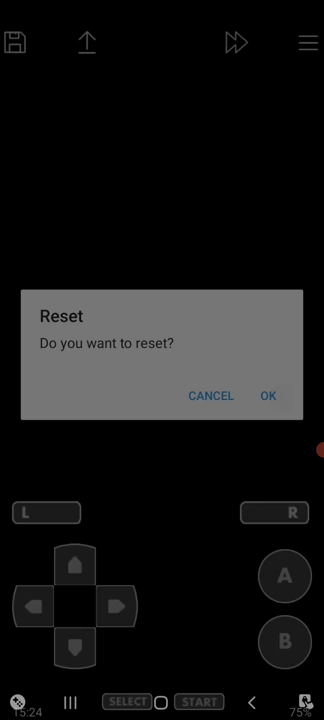 Reset
Do you want to reset?
CANCEL OK
L R
A
B
SELECT START
15:24 75%